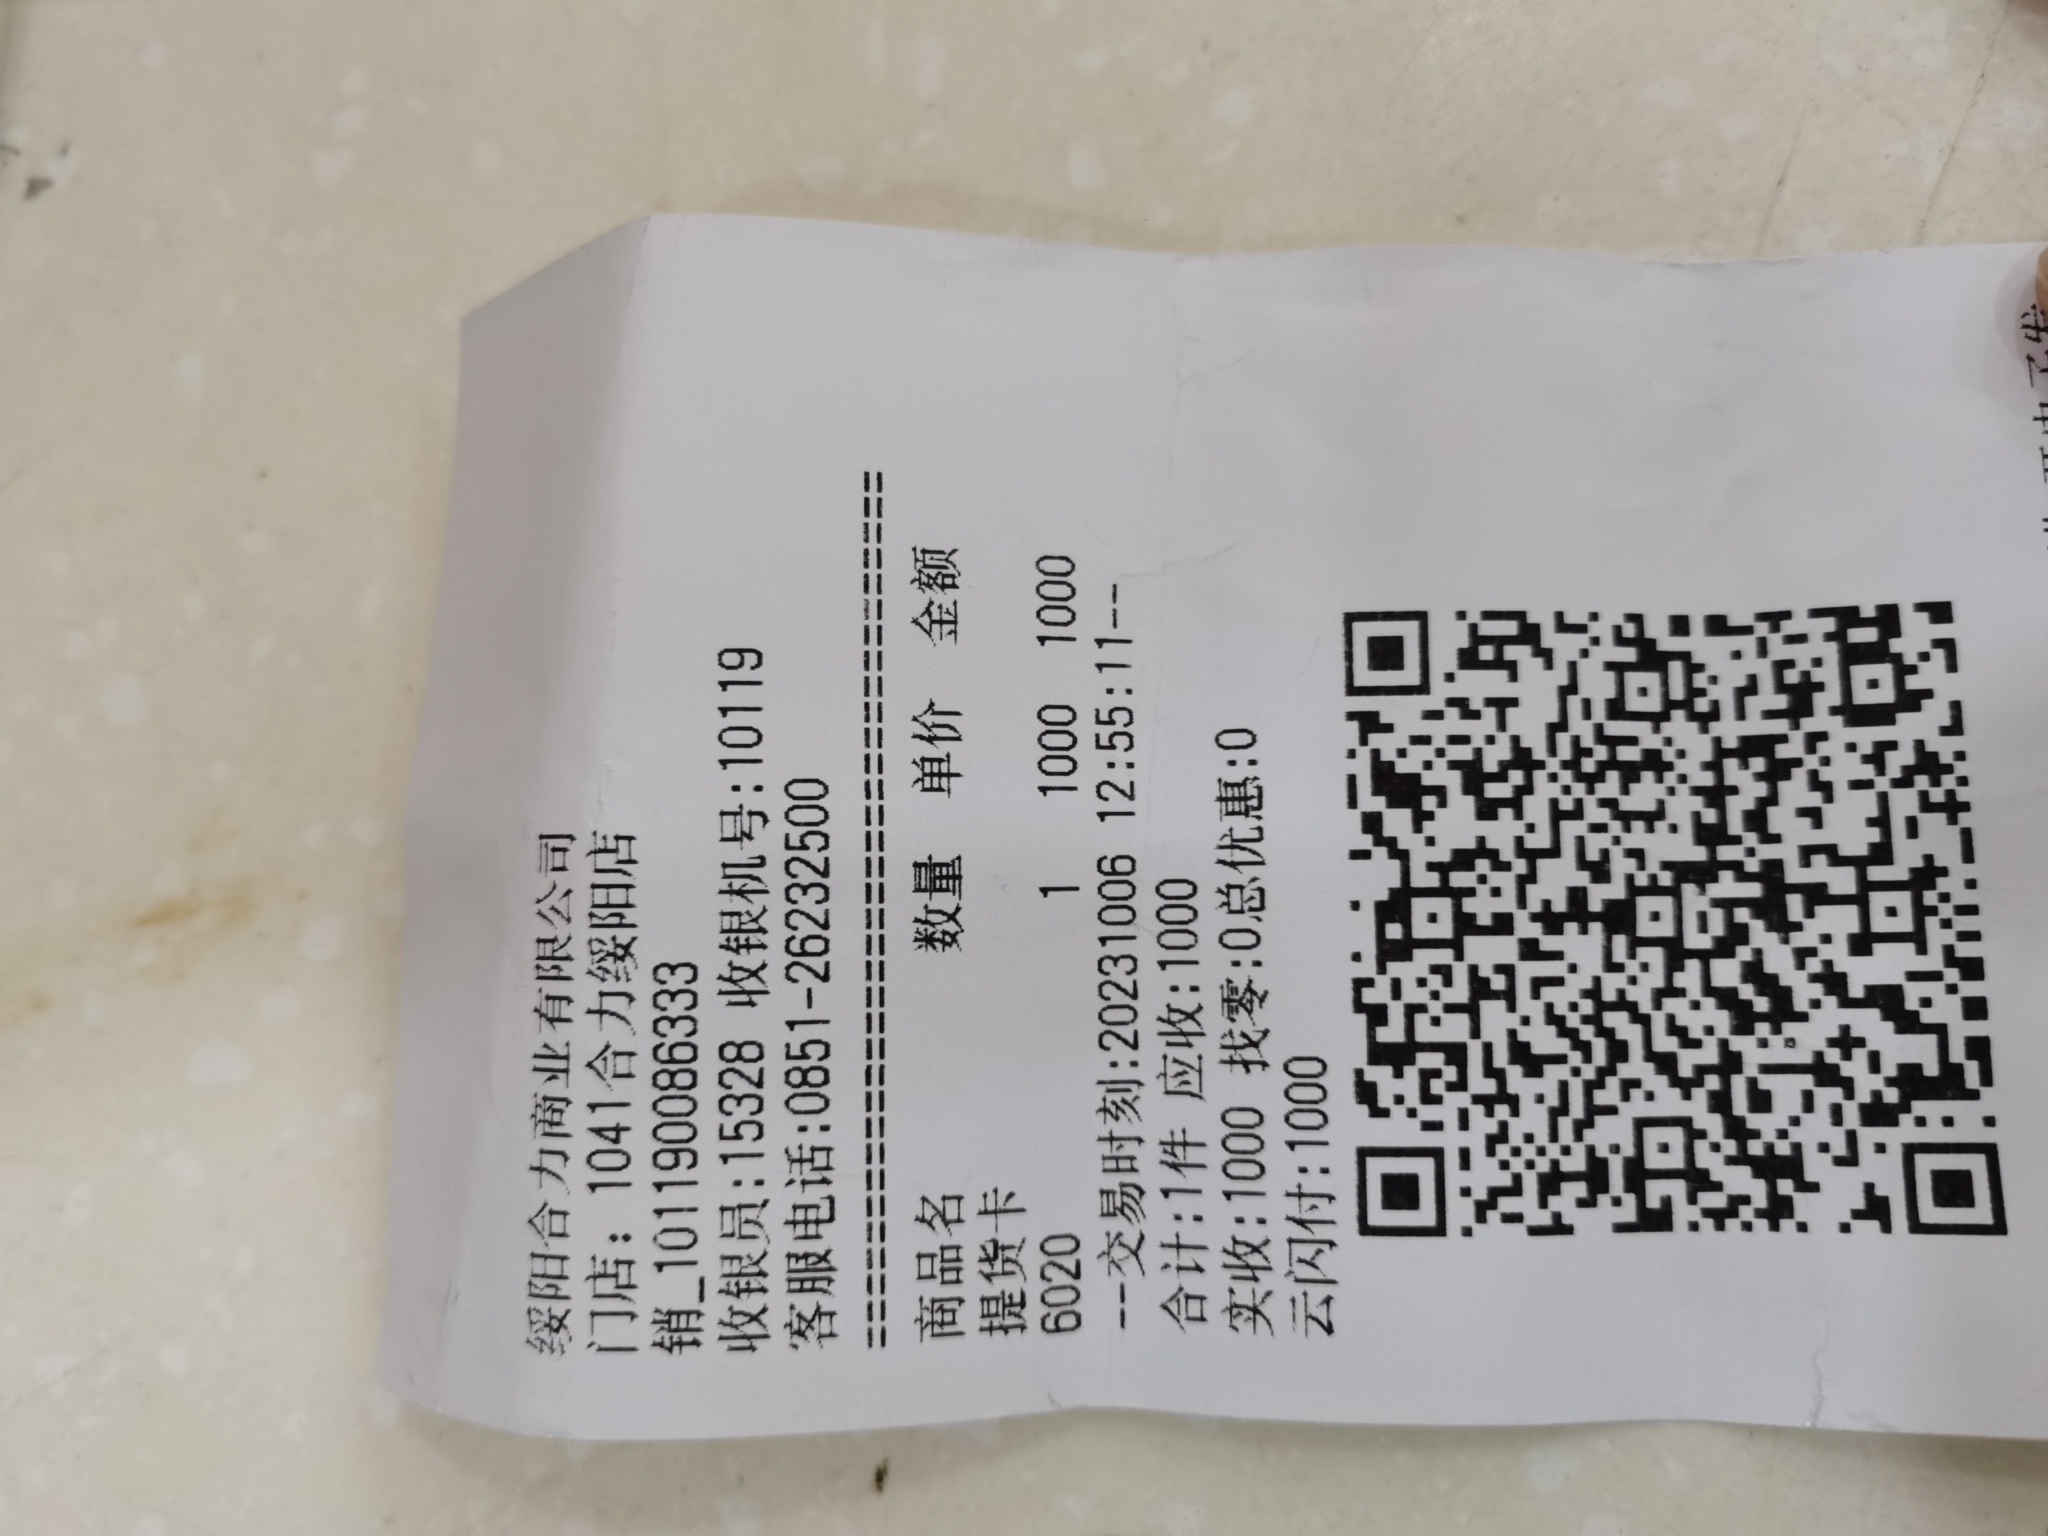 绥阳合力商业有限公司
门店：1041合力绥阳店
销_1011900086333
收银员:15328 收银机号:10119
客服电话:0851-26232500
========================================
商品名 数量 单价 金额
提货卡
6020 1 1000 1000
--交易时刻:20231006 12:55:11--
合计:1件 应收:1000
实收:1000 找零:0总优惠:0
云闪付:1000